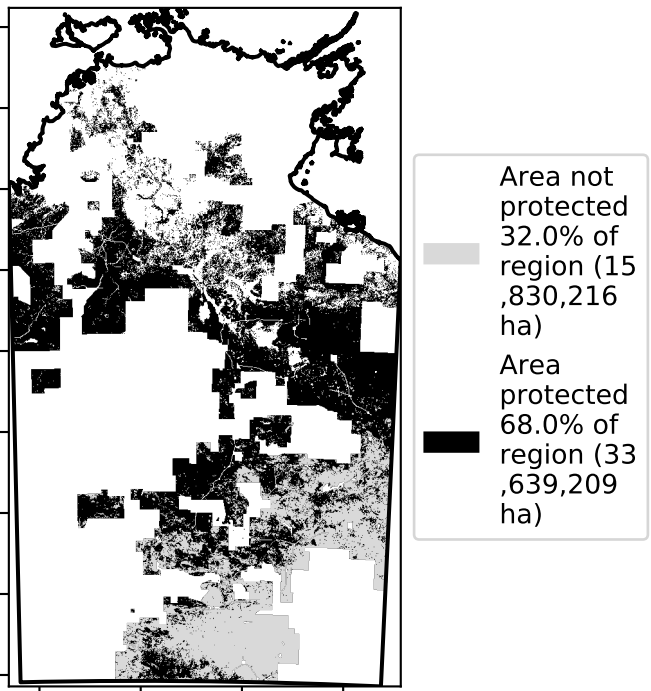 Area not
protected
32.0% of
region (15
,830,216
ha)
Area
protected
68.0% of
region (33
,639,209
ha)